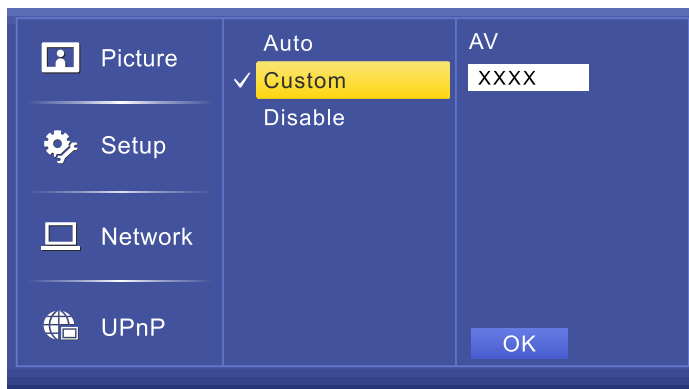 Picture
Setup
Network
UPnP
Auto
Custom
Disable
AV
XXXX
OK